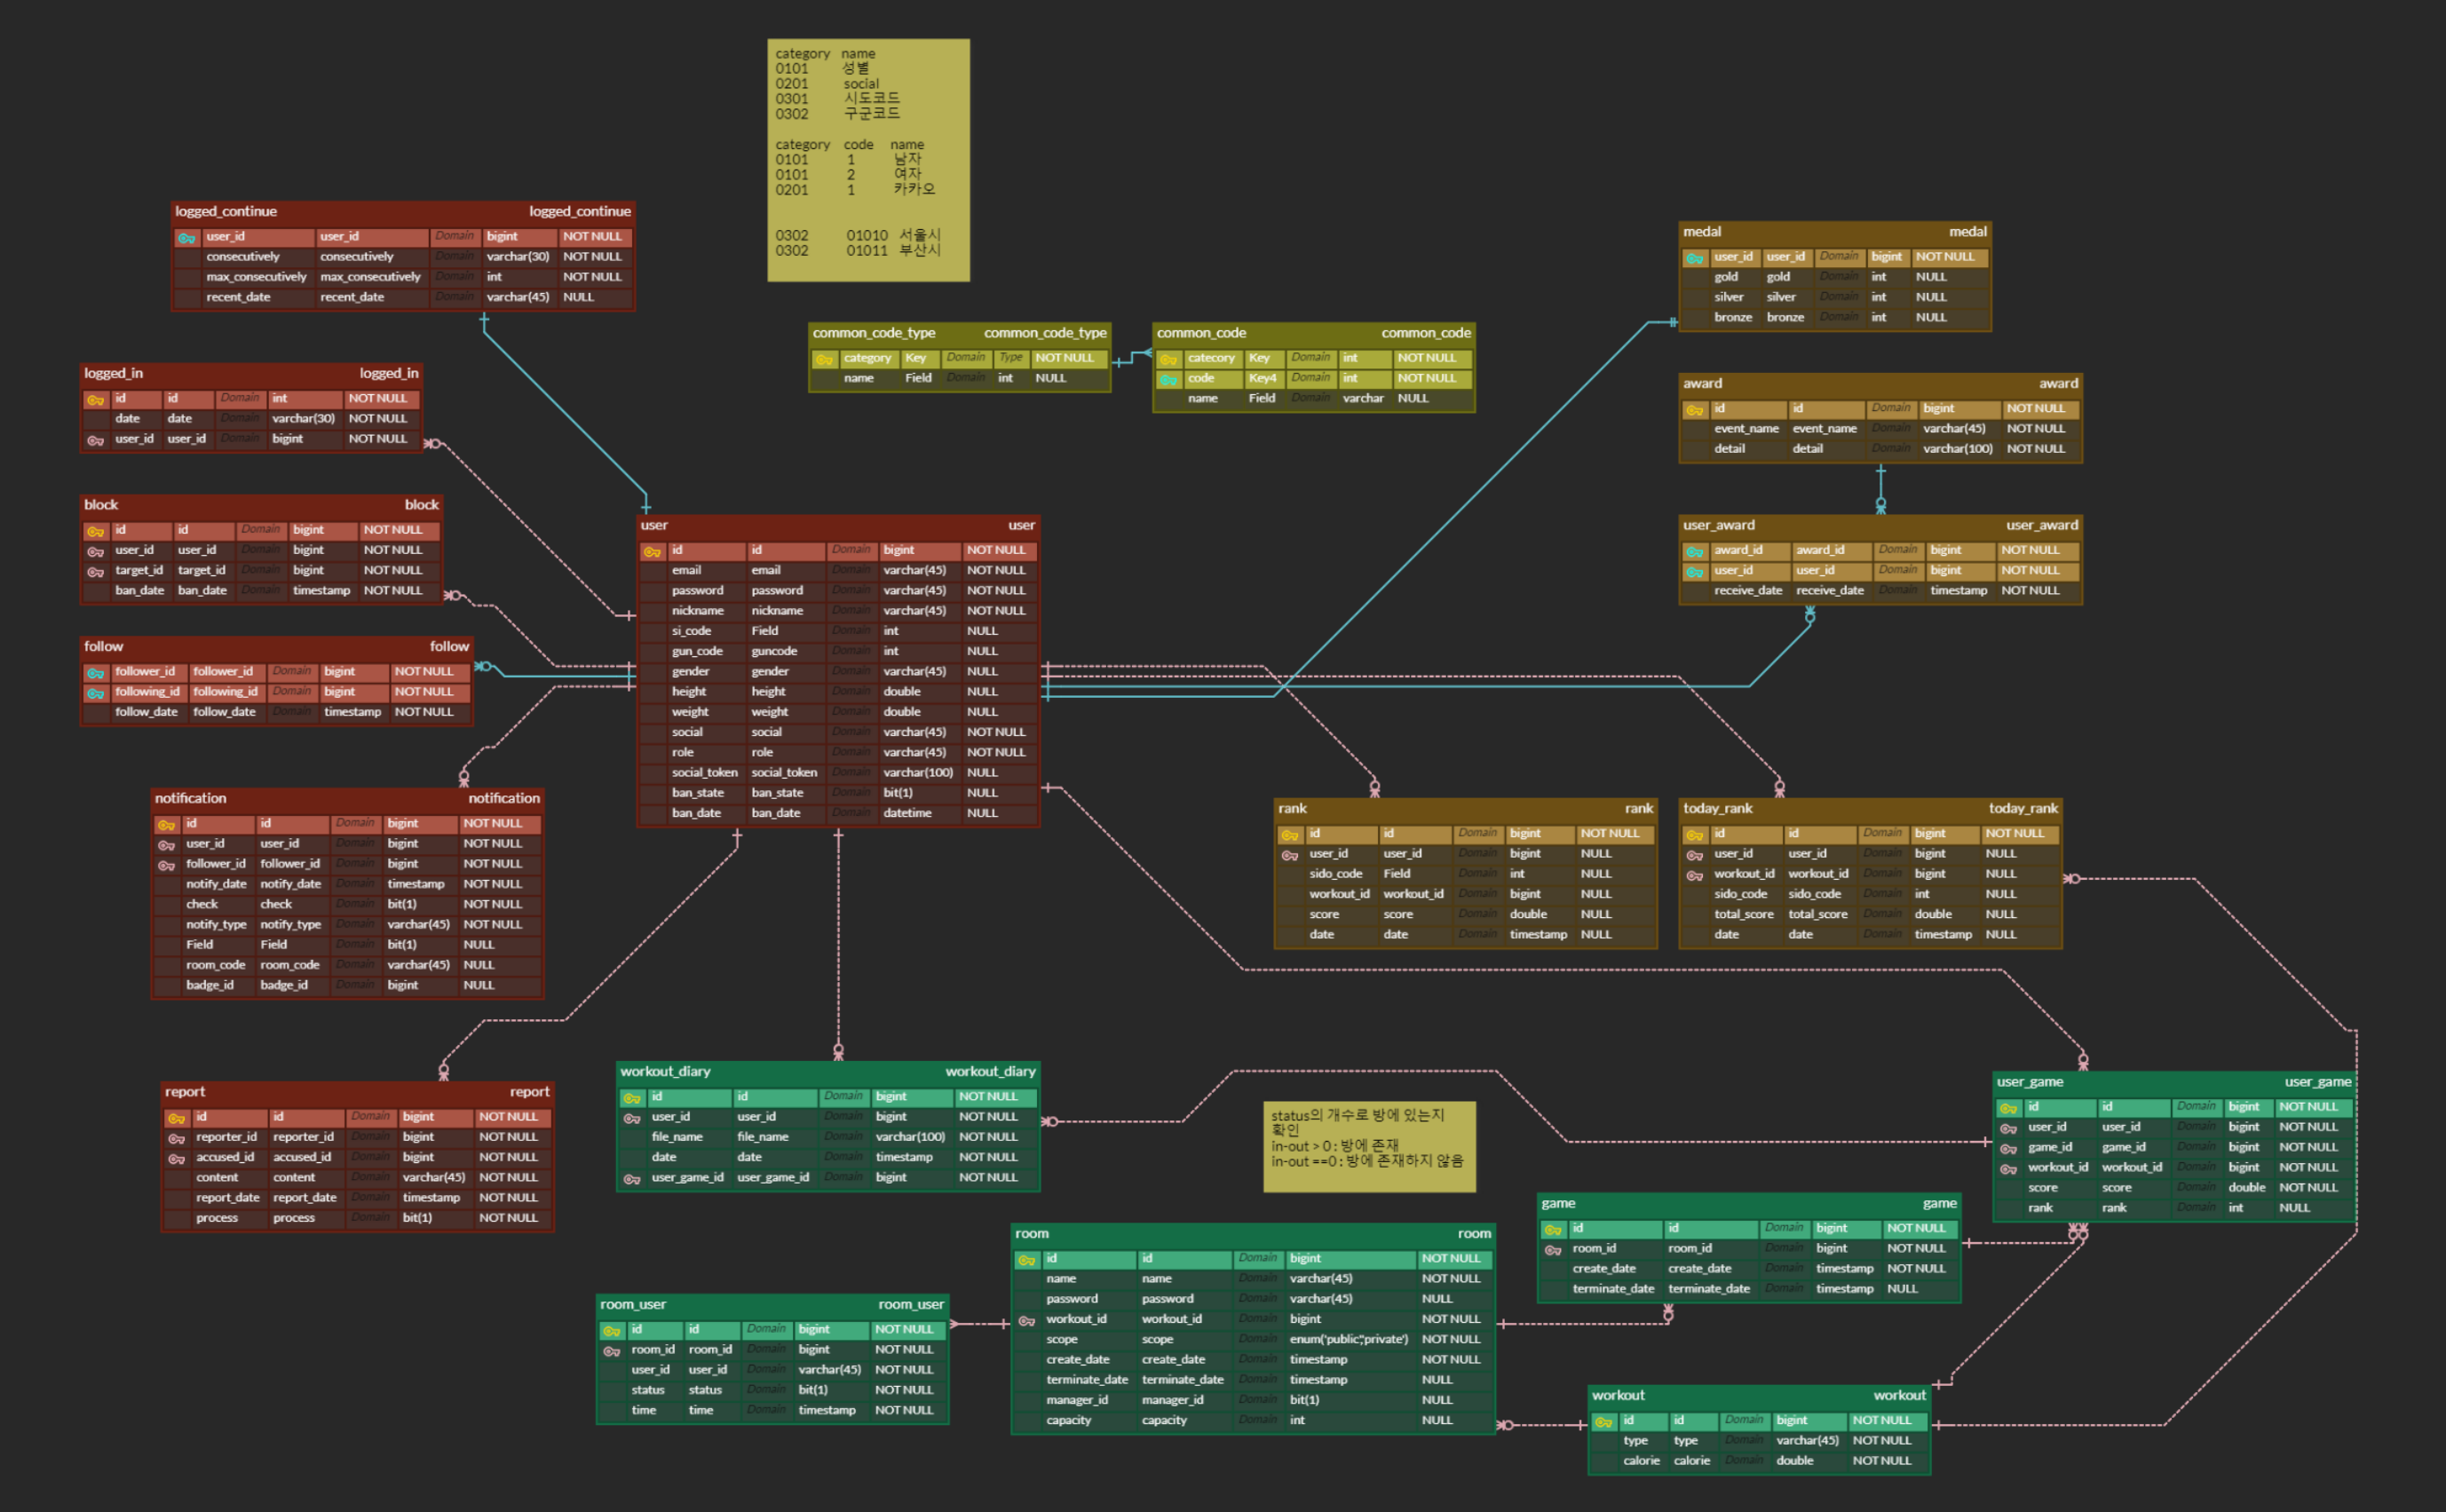 category name
0101 성별
0201 social
0301 시도코드
0302 구군코드
category code name
0101 1 남자
0101 2 여자
0201 1 카카오
0302 01010 서울시
0302 01011 부산시
logged_continue logged_continue
user_id user_id Domain bigint NOT NULL
consecutively consecutively Domain varchar(30) NOT NULL
max_consecutively max_consecutively Domain int NOT NULL
recent_date recent_date Domain varchar(45) NULL
medal medal
user_id user_id Domain bigint NOT NULL
gold gold Domain int NULL
silver silver Domain int NULL
bronze bronze Domain int NULL
common_code_type common_code_type
category Key Domain Type NOT NULL
name Field Domain int NULL
common_code common_code
catecory Key Domain int NOT NULL
code Key4 Domain int NOT NULL
name Field Domain varchar NULL
logged_in logged_in
id id Domain int NOT NULL
date date Domain varchar(30) NOT NULL
user_id user_id Domain bigint NOT NULL
award award
id id Domain bigint NOT NULL
event_name event_name Domain varchar(45) NOT NULL
detail detail Domain varchar(100) NOT NULL
block block
id id Domain bigint NOT NULL
user_id user_id Domain bigint NOT NULL
target_id target_id Domain bigint NOT NULL
ban_date ban_date Domain timestamp NOT NULL
user user
id id Domain bigint NOT NULL
email email Domain varchar(45) NOT NULL
password password Domain varchar(45) NOT NULL
nickname nickname Domain varchar(45) NOT NULL
si_code Field Domain int NULL
gun_code guncode Domain int NULL
gender gender Domain varchar(45) NULL
height height Domain double NULL
weight weight Domain double NULL
social social Domain varchar(45) NOT NULL
role role Domain varchar(45) NOT NULL
social_token social_token Domain varchar(100) NULL
ban_state ban_state Domain bit(1) NULL
ban_date ban_date Domain datetime NULL
user_award user_award
award_id award_id Domain bigint NOT NULL
user_id user_id Domain bigint NOT NULL
receive_date receive_date Domain timestamp NOT NULL
follow follow
follower_id follower_id Domain bigint NOT NULL
following_id following_id Domain bigint NOT NULL
follow_date follow_date Domain timestamp NOT NULL
notification notification
id id Domain bigint NOT NULL
user_id user_id Domain bigint NOT NULL
follower_id follower_id Domain bigint NOT NULL
notify_date notify_date Domain timestamp NOT NULL
check check Domain bit(1) NOT NULL
notify_type notify_type Domain varchar(45) NOT NULL
Field Field Domain bit(1) NULL
room_code room_code Domain varchar(45) NULL
badge_id badge_id Domain bigint NULL
rank rank
id id Domain bigint NOT NULL
user_id user_id Domain bigint NULL
sido_code Field Domain int NULL
workout_id workout_id Domain bigint NULL
score score Domain double NULL
date date Domain timestamp NULL
today_rank today_rank
id id Domain bigint NOT NULL
user_id user_id Domain bigint NULL
workout_id workout_id Domain bigint NULL
sido_code sido_code Domain int NULL
total_score total_score Domain double NULL
date date Domain timestamp NULL
report report
id id Domain bigint NOT NULL
reporter_id reporter_id Domain bigint NOT NULL
accused_id accused_id Domain bigint NOT NULL
content content Domain varchar(45) NOT NULL
report_date report_date Domain timestamp NOT NULL
process process Domain bit(1) NOT NULL
workout_diary workout_diary
id id Domain bigint NOT NULL
user_id user_id Domain bigint NOT NULL
file_name file_name Domain varchar(100) NOT NULL
date date Domain timestamp NOT NULL
user_game_id user_game_id Domain bigint NOT NULL
status의 개수로 방에 있는지
확인
in-out > 0 : 방에 존재
in-out ==0 : 방에 존재하지 않음
user_game user_game
id id Domain bigint NOT NULL
user_id user_id Domain bigint NOT NULL
game_id game_id Domain bigint NOT NULL
workout_id workout_id Domain bigint NOT NULL
score score Domain double NOT NULL
rank rank Domain int NULL
game game
id id Domain bigint NOT NULL
room_id room_id Domain bigint NOT NULL
create_date create_date Domain timestamp NOT NULL
terminate_date terminate_date Domain timestamp NULL
room room
id id Domain bigint NOT NULL
name name Domain varchar(45) NOT NULL
password password Domain varchar(45) NULL
workout_id workout_id Domain bigint NOT NULL
scope scope Domain enum('public','private') NOT NULL
create_date create_date Domain timestamp NOT NULL
terminate_date terminate_date Domain timestamp NULL
manager_id manager_id Domain bit(1) NULL
capacity capacity Domain int NULL
room_user room_user
id id Domain bigint NOT NULL
room_id room_id Domain bigint NOT NULL
user_id user_id Domain varchar(45) NOT NULL
status status Domain bit(1) NOT NULL
time time Domain timestamp NOT NULL
workout workout
id id Domain bigint NOT NULL
type type Domain varchar(45) NOT NULL
calorie calorie Domain double NOT NULL